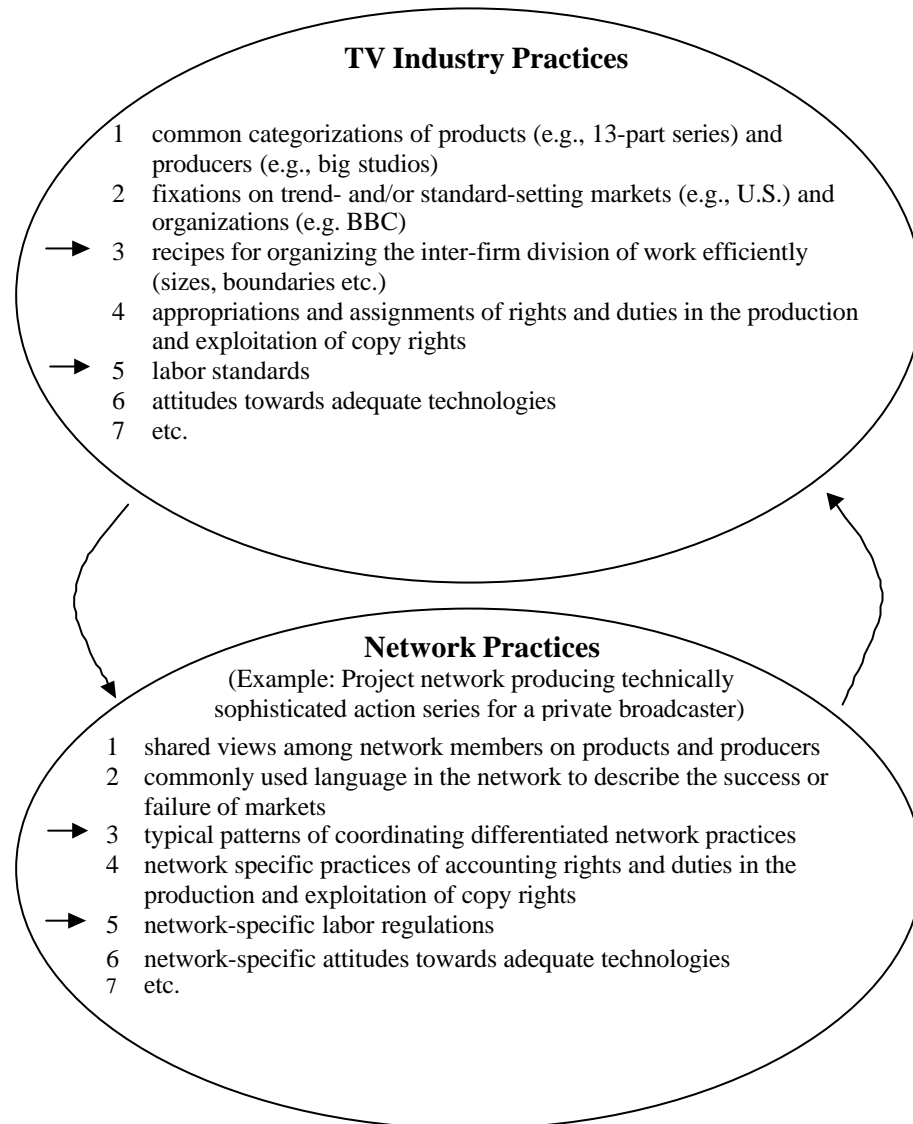 TV Industry Practices
1 common categorizations of products (e.g., 13-part series) and
producers (e.g., big studios)
2 fixations on trend- and/or standard-setting markets (e.g., U.S.) and
organizations (e.g. BBC)
3 recipes for organizing the inter-firm division of work efficiently
(sizes, boundaries etc.)
4 appropriations and assignments of rights and duties in the production
and exploitation of copy rights
5 labor standards
6 attitudes towards adequate technologies
7 etc.
Network Practices
(Example: Project network producing technically
sophisticated action series for a private broadcaster)
1 shared views among network members on products and producers
2 commonly used language in the network to describe the success or
failure of markets
3 typical patterns of coordinating differentiated network practices
4 network specific practices of accounting rights and duties in the
production and exploitation of copy rights
5 network-specific labor regulations
6 network-specific attitudes towards adequate technologies
7 etc.